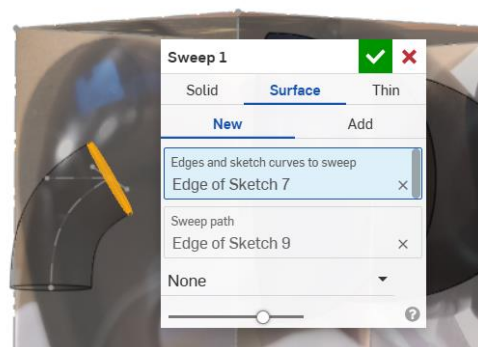 Sweep 1
Solid Surface Thin
New Add
Edges and sketch curves to sweep
Edge of Sketch 7
Sweep path
Edge of Sketch 9
None